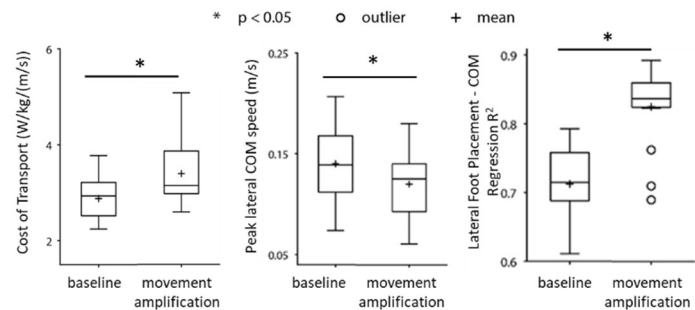 * p < 0.05 o outlier + mean
Cost of Transport (W/kg/(m/s))
6
4
2
*
baseline
movement
amplification
Peak lateral COM speed (m/s)
0.25
0.15
0.05
*
baseline
movement
amplification
Lateral Foot Placement - COM
Regression R²
0.9
0.8
0.7
0.6
*
baseline
movement
amplification